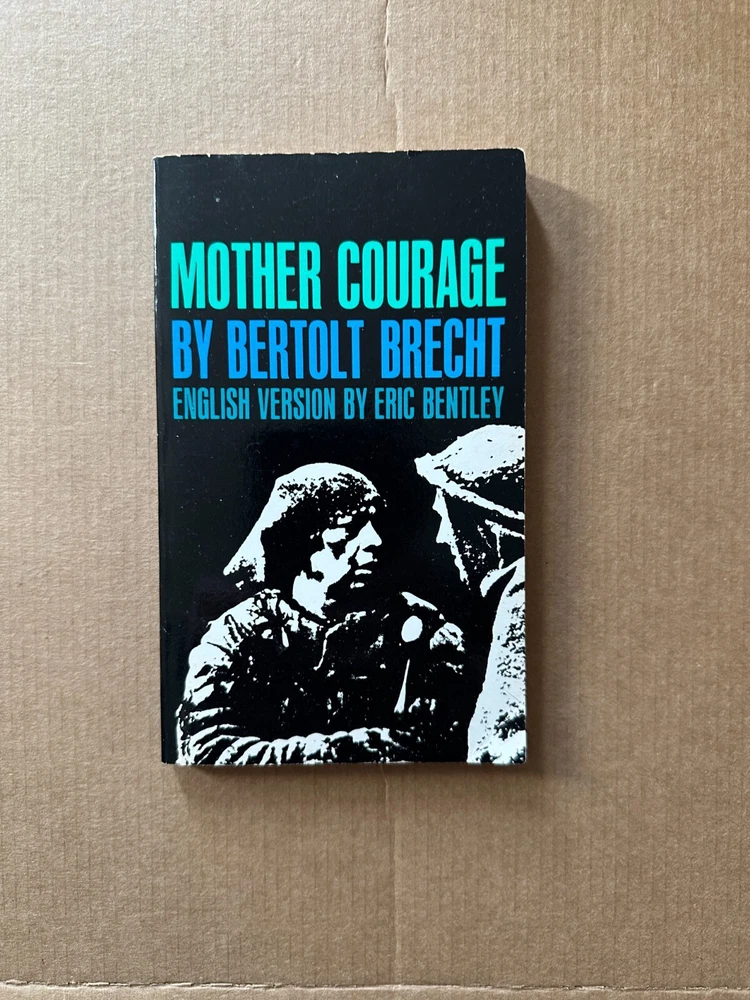 MOTHER COURAGE
BY BERTOLT BRECHT
ENGLISH VERSION BY ERIC BENTLEY